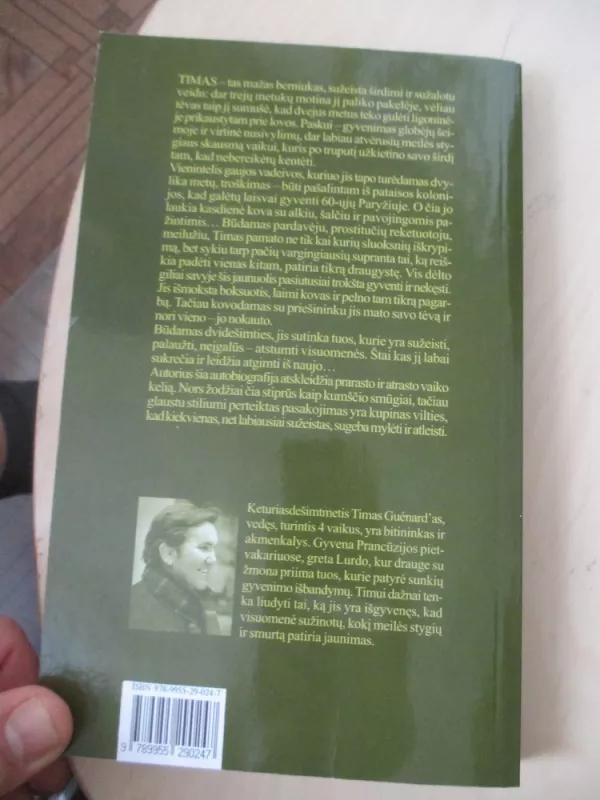 TIMAS – tas mažas berniukas, sužeista širdimi ir sužalotu
veidu: dar trejų metukų motina jį paliko pakelėje, vėliau
tėvas taip jį sumušė, kad dvejus metus teko gulėti ligoninė-
je prikaustytam prie lovos. Paskui – gyvenimas globėjų šei-
moje ir virtinė nusivylimų, dar labiau atvėrusių meilės sty-
giaus skausmą vaikui, kuris po truputį užkietino savo širdį
tam, kad nebereikėtų kentėti.
Vienintelis gaujos vadeivos, kuriuo jis tapo turėdamas dvy-
lika metų, troškimas – būti pašalintam iš pataisos koloni-
jos, kad galėtų laisvai gyventi 60-ųjų Paryžiuje. O čia jo
laukia kasdienė kova su alkiu, šalčiu ir pavojingomis pa-
žintimis... Būdamas pardavėju, prostitučių reketuotoju,
meilužiu, Timas pamato ne tik kai kurių sluoksnių iškrypi-
mą, bet sykiu tarp pačių vargingiausių supranta tai, ką reiš-
kia padėti vienas kitam, patiria tikrą draugystę. Vis dėlto
giliai savyje šis jaunuolis pasiutusiai trokšta gyventi ir nekęsti.
Jis išmoksta boksuotis, laimi kovas ir pelno tam tikrą pagar-
bą. Tačiau kovodamas su priešininku jis mato savo tėvą ir
nori vieno – jo nokauto.
Būdamas dvidešimties, jis sutinka tuos, kurie yra sužeisti,
palaužti, neįgalūs – atstumti visuomenės. Štai kas jį labai
sukrečia ir leidžia atgimti iš naujo...
Autorius šia autobiografija atskleidžia prarasto ir atrasto vaiko
kelią. Nors žodžiai čia stiprūs kaip kumščio smūgiai, tačiau
glaustu stiliumi perteiktas pasakojimas yra kupinas vilties,
kad kiekvienas, net labiausiai sužeistas, sugeba mylėti ir atleisti.
Keturiasdešimtmetis Timas Guénard'as,
vedęs, turintis 4 vaikus, yra bitininkas ir
akmenkalys. Gyvena Prancūzijos piet-
vakariuose, greta Lurdo, kur drauge su
žmona priima tuos, kurie patyrė sunkių
gyvenimo išbandymų. Timui dažnai ten-
ka liudyti tai, ką jis yra išgyvenęs, kad
visuomenė sužinotų, kokį meilės stygių
ir smurtą patiria jaunimas.
ISBN 978-9955-29-024-7
9 789955 290247